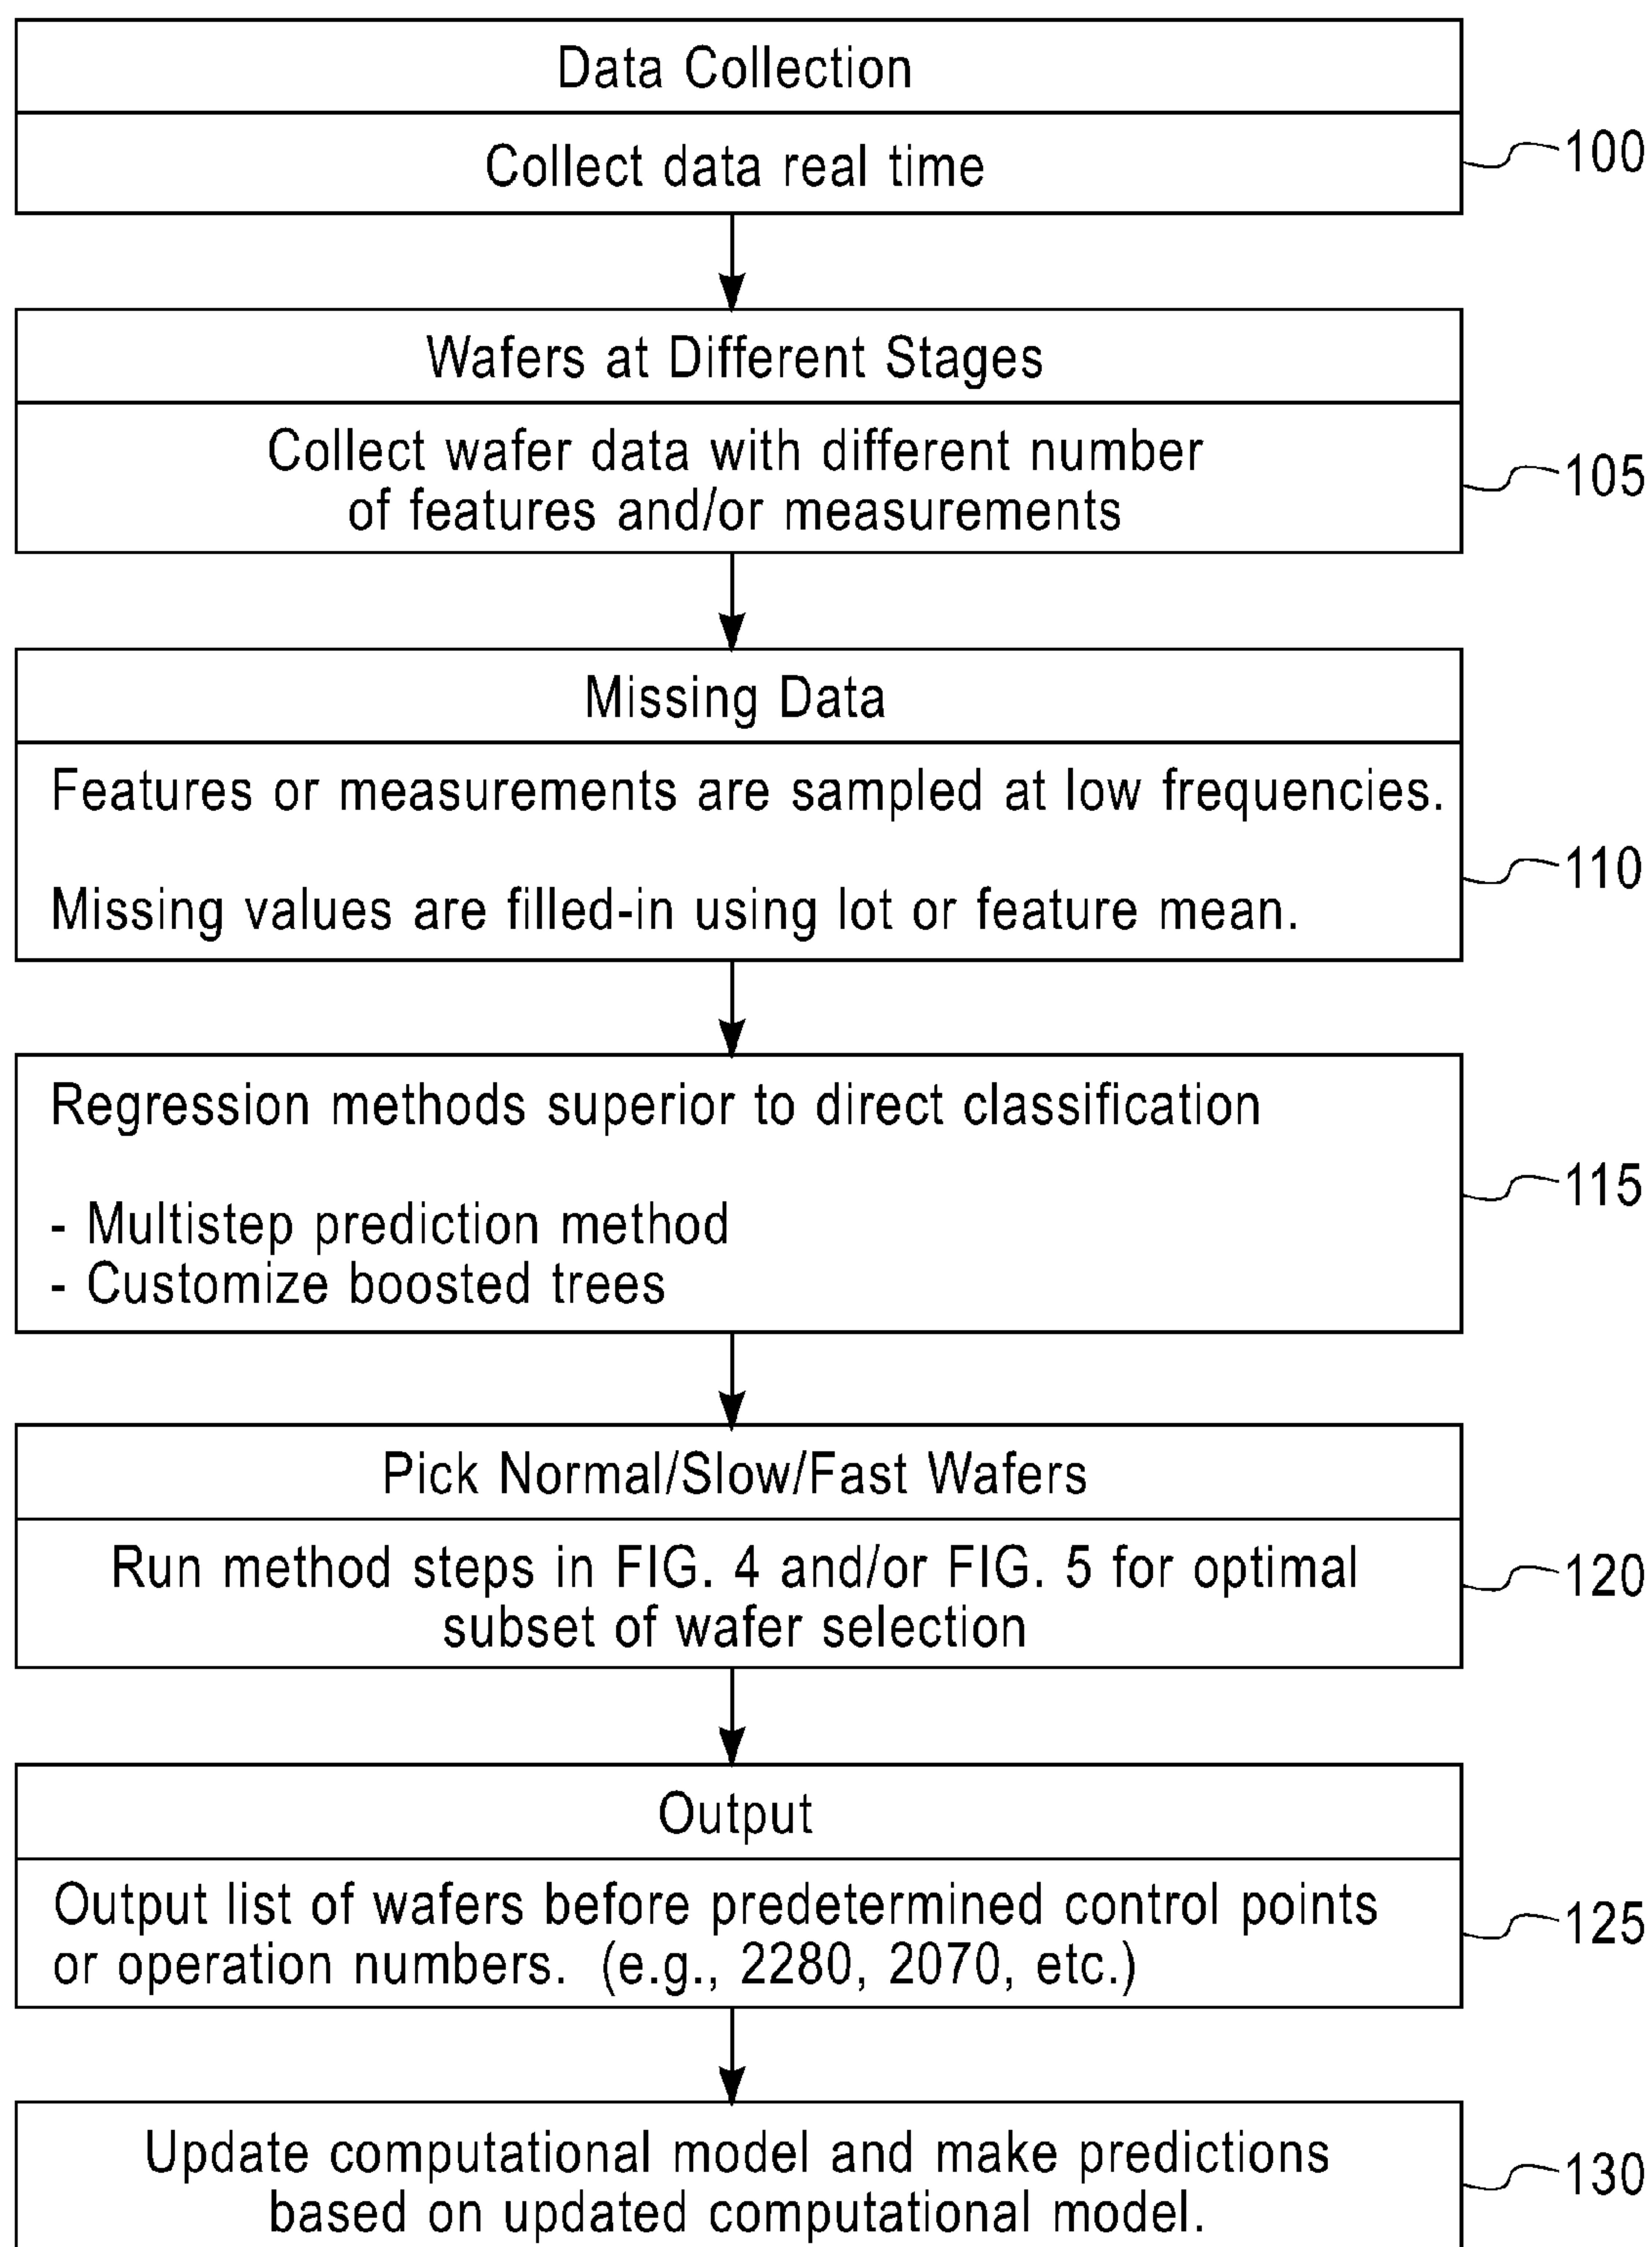 Data Collection
Collect data real time
100
Wafers at Different Stages
Collect wafer data with different number
of features and/or measurements
105
Missing Data
Features or measurements are sampled at low frequencies.
Missing values are filled-in using lot or feature mean.
110
Regression methods superior to direct classification
- Multistep prediction method
- Customize boosted trees
115
Pick Normal/Slow/Fast Wafers
Run method steps in FIG. 4 and/or FIG. 5 for optimal
subset of wafer selection
120
Output
Output list of wafers before predetermined control points
or operation numbers. (e.g., 2280, 2070, etc.)
125
Update computational model and make predictions
based on updated computational model.
130